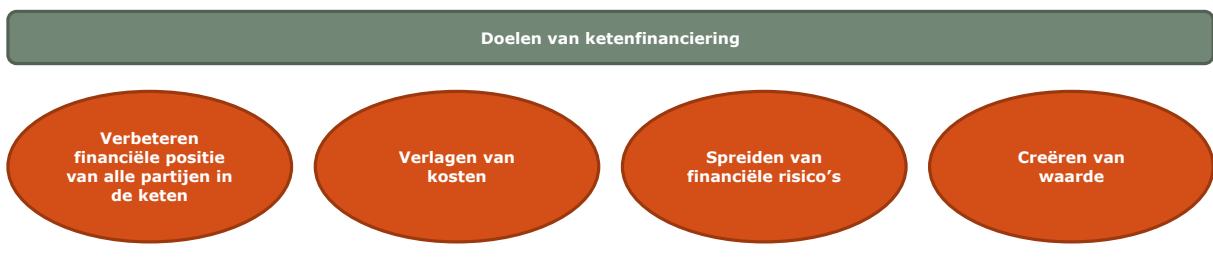 Doelen van ketenfinanciering
Verbeteren
financiële positie
van alle partijen in
de keten
Verlagen van
kosten
Spreiden van
financiële risico’s
Creëren van
waarde